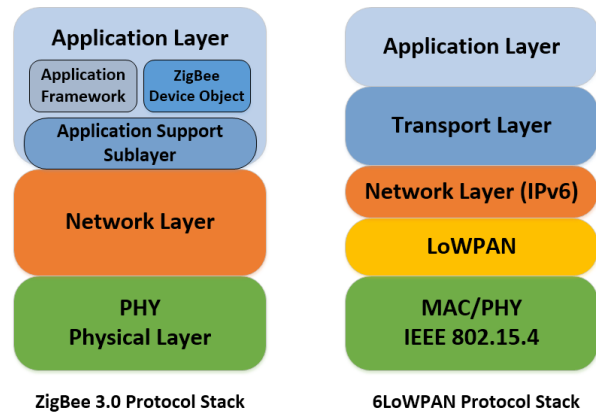 Application Layer
Application
Framework
ZigBee
Device Object
Application Support
Sublayer
Network Layer
PHY
Physical Layer
ZigBee 3.0 Protocol Stack
Application Layer
Transport Layer
Network Layer (IPv6)
LoWPAN
MAC/PHY
IEEE 802.15.4
6LoWPAN Protocol Stack